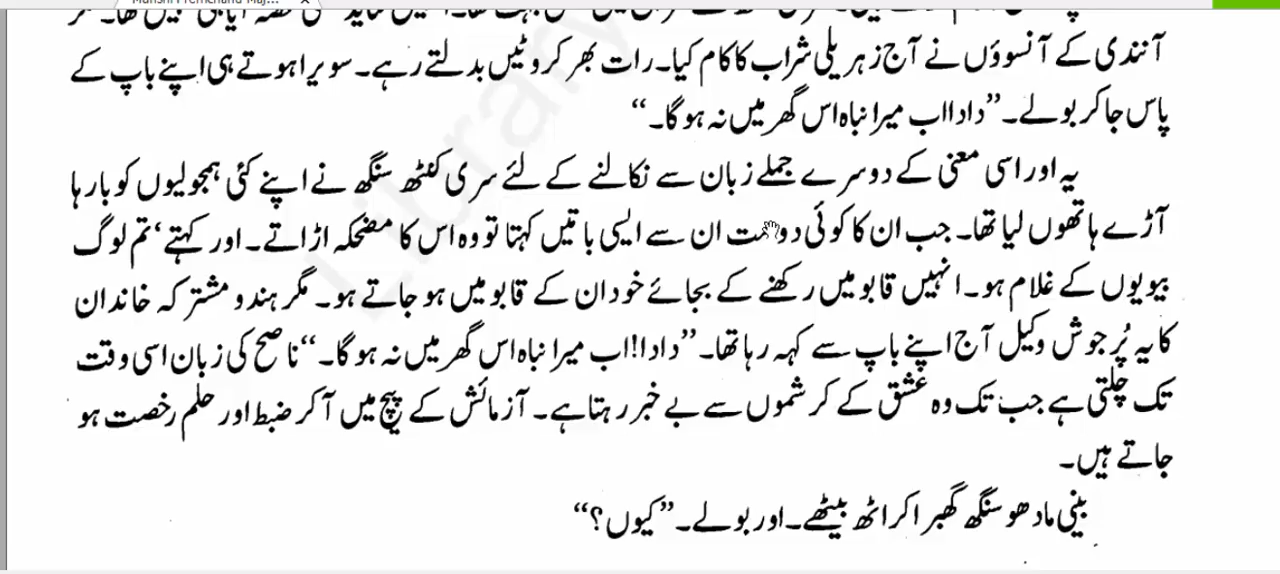 Munshi Premchand Maj...
آنندی کے آنسوؤں نے آج زہریلی شراب کا کام کیا۔ رات بھر کروٹیں بدلتے رہے۔ سویرا ہوتے ہی اپنے باپ کے
پاس جا کر بولے۔ ”دادا اب میرا نباہ اس گھر میں نہ ہوگا۔“
یہ اور اسی معنی کے دوسرے جملے زبان سے نکالنے کے لئے سری کنٹھ سنگھ نے اپنے کئی ہمجولیوں کو بارہا
آڑے ہاتھوں لیا تھا۔ جب ان کا کوئی دوست ان سے ایسی باتیں کہتا تو وہ اس کا مضحکہ اڑاتے۔ اور کہتے ‘ تم لوگ
بیویوں کے غلام ہو۔ انہیں قابو میں رکھنے کے بجائے خود ان کے قابو میں ہو جاتے ہو۔ مگر ہندو مشترکہ خاندان
کا یہ پُرجوش وکیل آج اپنے باپ سے کہہ رہا تھا۔ ”دادا! اب میرا نباہ اس گھر میں نہ ہوگا۔“ ناصح کی زبان اسی وقت
تک چلتی ہے جب تک وہ عشق کے کرشموں سے بے خبر رہتا ہے۔ آزمائش کے بیچ میں آ کر ضبط اور حلم رخصت ہو
جاتے ہیں۔
بینی مادھو سنگھ گھبرا کر اٹھ بیٹھے۔ اور بولے۔ ”کیوں؟“
Library